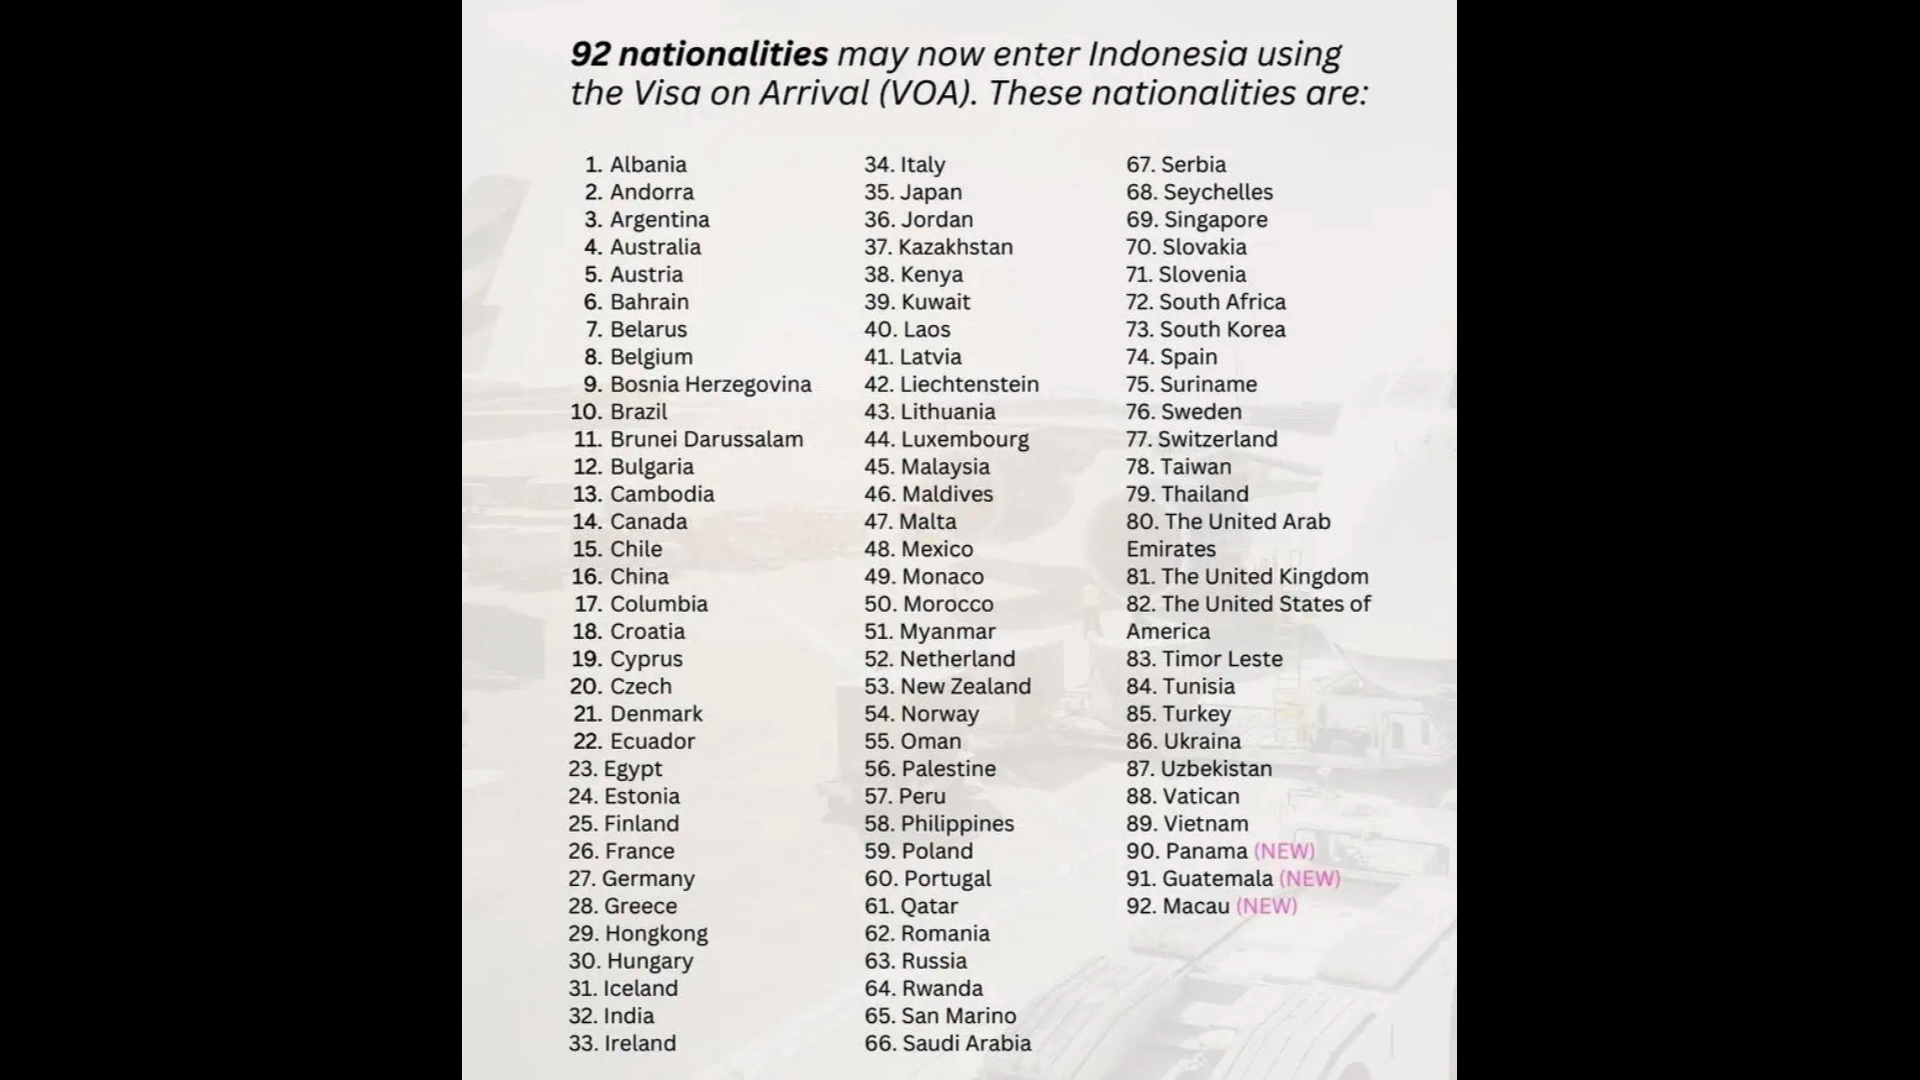 92 nationalities may now enter Indonesia using
the Visa on Arrival (VOA). These nationalities are:
1. Albania
2. Andorra
3. Argentina
4. Australia
5. Austria
6. Bahrain
7. Belarus
8. Belgium
9. Bosnia Herzegovina
10. Brazil
11. Brunei Darussalam
12. Bulgaria
13. Cambodia
14. Canada
15. Chile
16. China
17. Columbia
18. Croatia
19. Cyprus
20. Czech
21. Denmark
22. Ecuador
23. Egypt
24. Estonia
25. Finland
26. France
27. Germany
28. Greece
29. Hongkong
30. Hungary
31. Iceland
32. India
33. Ireland
34. Italy
35. Japan
36. Jordan
37. Kazakhstan
38. Kenya
39. Kuwait
40. Laos
41. Latvia
42. Liechtenstein
43. Lithuania
44. Luxembourg
45. Malaysia
46. Maldives
47. Malta
48. Mexico
49. Monaco
50. Morocco
51. Myanmar
52. Netherland
53. New Zealand
54. Norway
55. Oman
56. Palestine
57. Peru
58. Philippines
59. Poland
60. Portugal
61. Qatar
62. Romania
63. Russia
64. Rwanda
65. San Marino
66. Saudi Arabia
67. Serbia
68. Seychelles
69. Singapore
70. Slovakia
71. Slovenia
72. South Africa
73. South Korea
74. Spain
75. Suriname
76. Sweden
77. Switzerland
78. Taiwan
79. Thailand
80. The United Arab
Emirates
81. The United Kingdom
82. The United States of
America
83. Timor Leste
84. Tunisia
85. Turkey
86. Ukraina
87. Uzbekistan
88. Vatican
89. Vietnam
90. Panama (NEW)
91. Guatemala (NEW)
92. Macau (NEW)